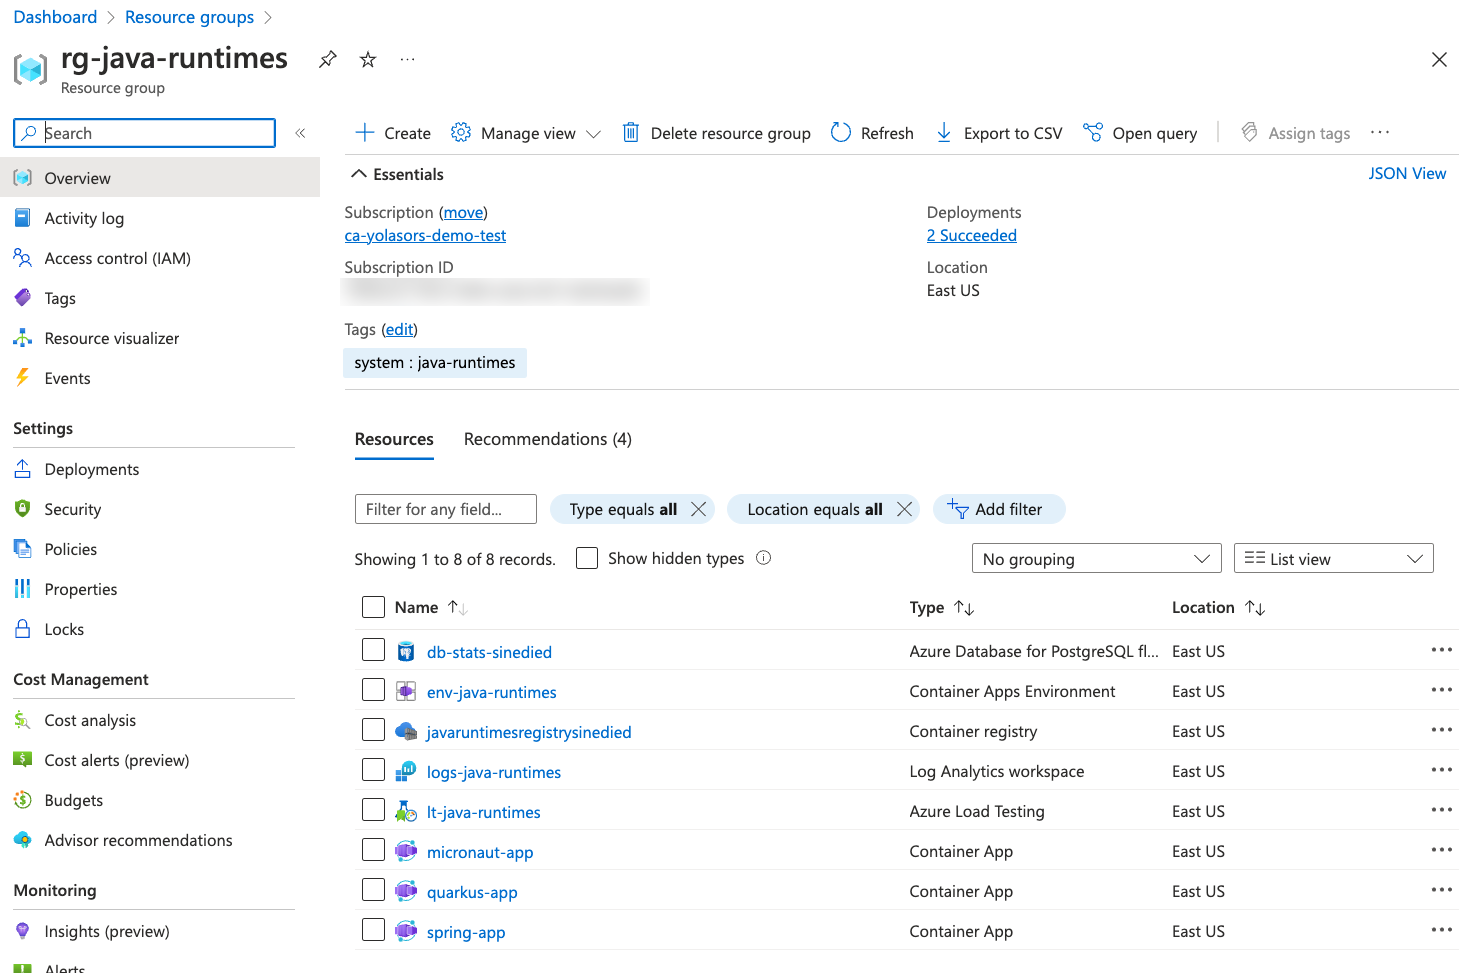 Dashboard > Resource groups >
rg-java-runtimes
Resource group
Search
Overview
Activity log
Access control (IAM)
Tags
Resource visualizer
Events
Settings
Deployments
Security
Policies
Properties
Locks
Cost Management
Cost analysis
Cost alerts (preview)
Budgets
Advisor recommendations
Monitoring
Insights (preview)
Alerts
Create Manage view Delete resource group Refresh Export to CSV Open query Assign tags
Essentials JSON View
Subscription (move)
ca-yolasors-demo-test
Subscription ID
Tags (edit)
system : java-runtimes
Deployments
2 Succeeded
Location
East US
Resources Recommendations (4)
Filter for any field... Type equals all Location equals all Add filter
Showing 1 to 8 of 8 records. Show hidden types No grouping List view
Name Type Location
db-stats-sinedied Azure Database for PostgreSQL fl... East US
env-java-runtimes Container Apps Environment East US
javaruntimesregistrysinedied Container registry East US
logs-java-runtimes Log Analytics workspace East US
lt-java-runtimes Azure Load Testing East US
micronaut-app Container App East US
quarkus-app Container App East US
spring-app Container App East US